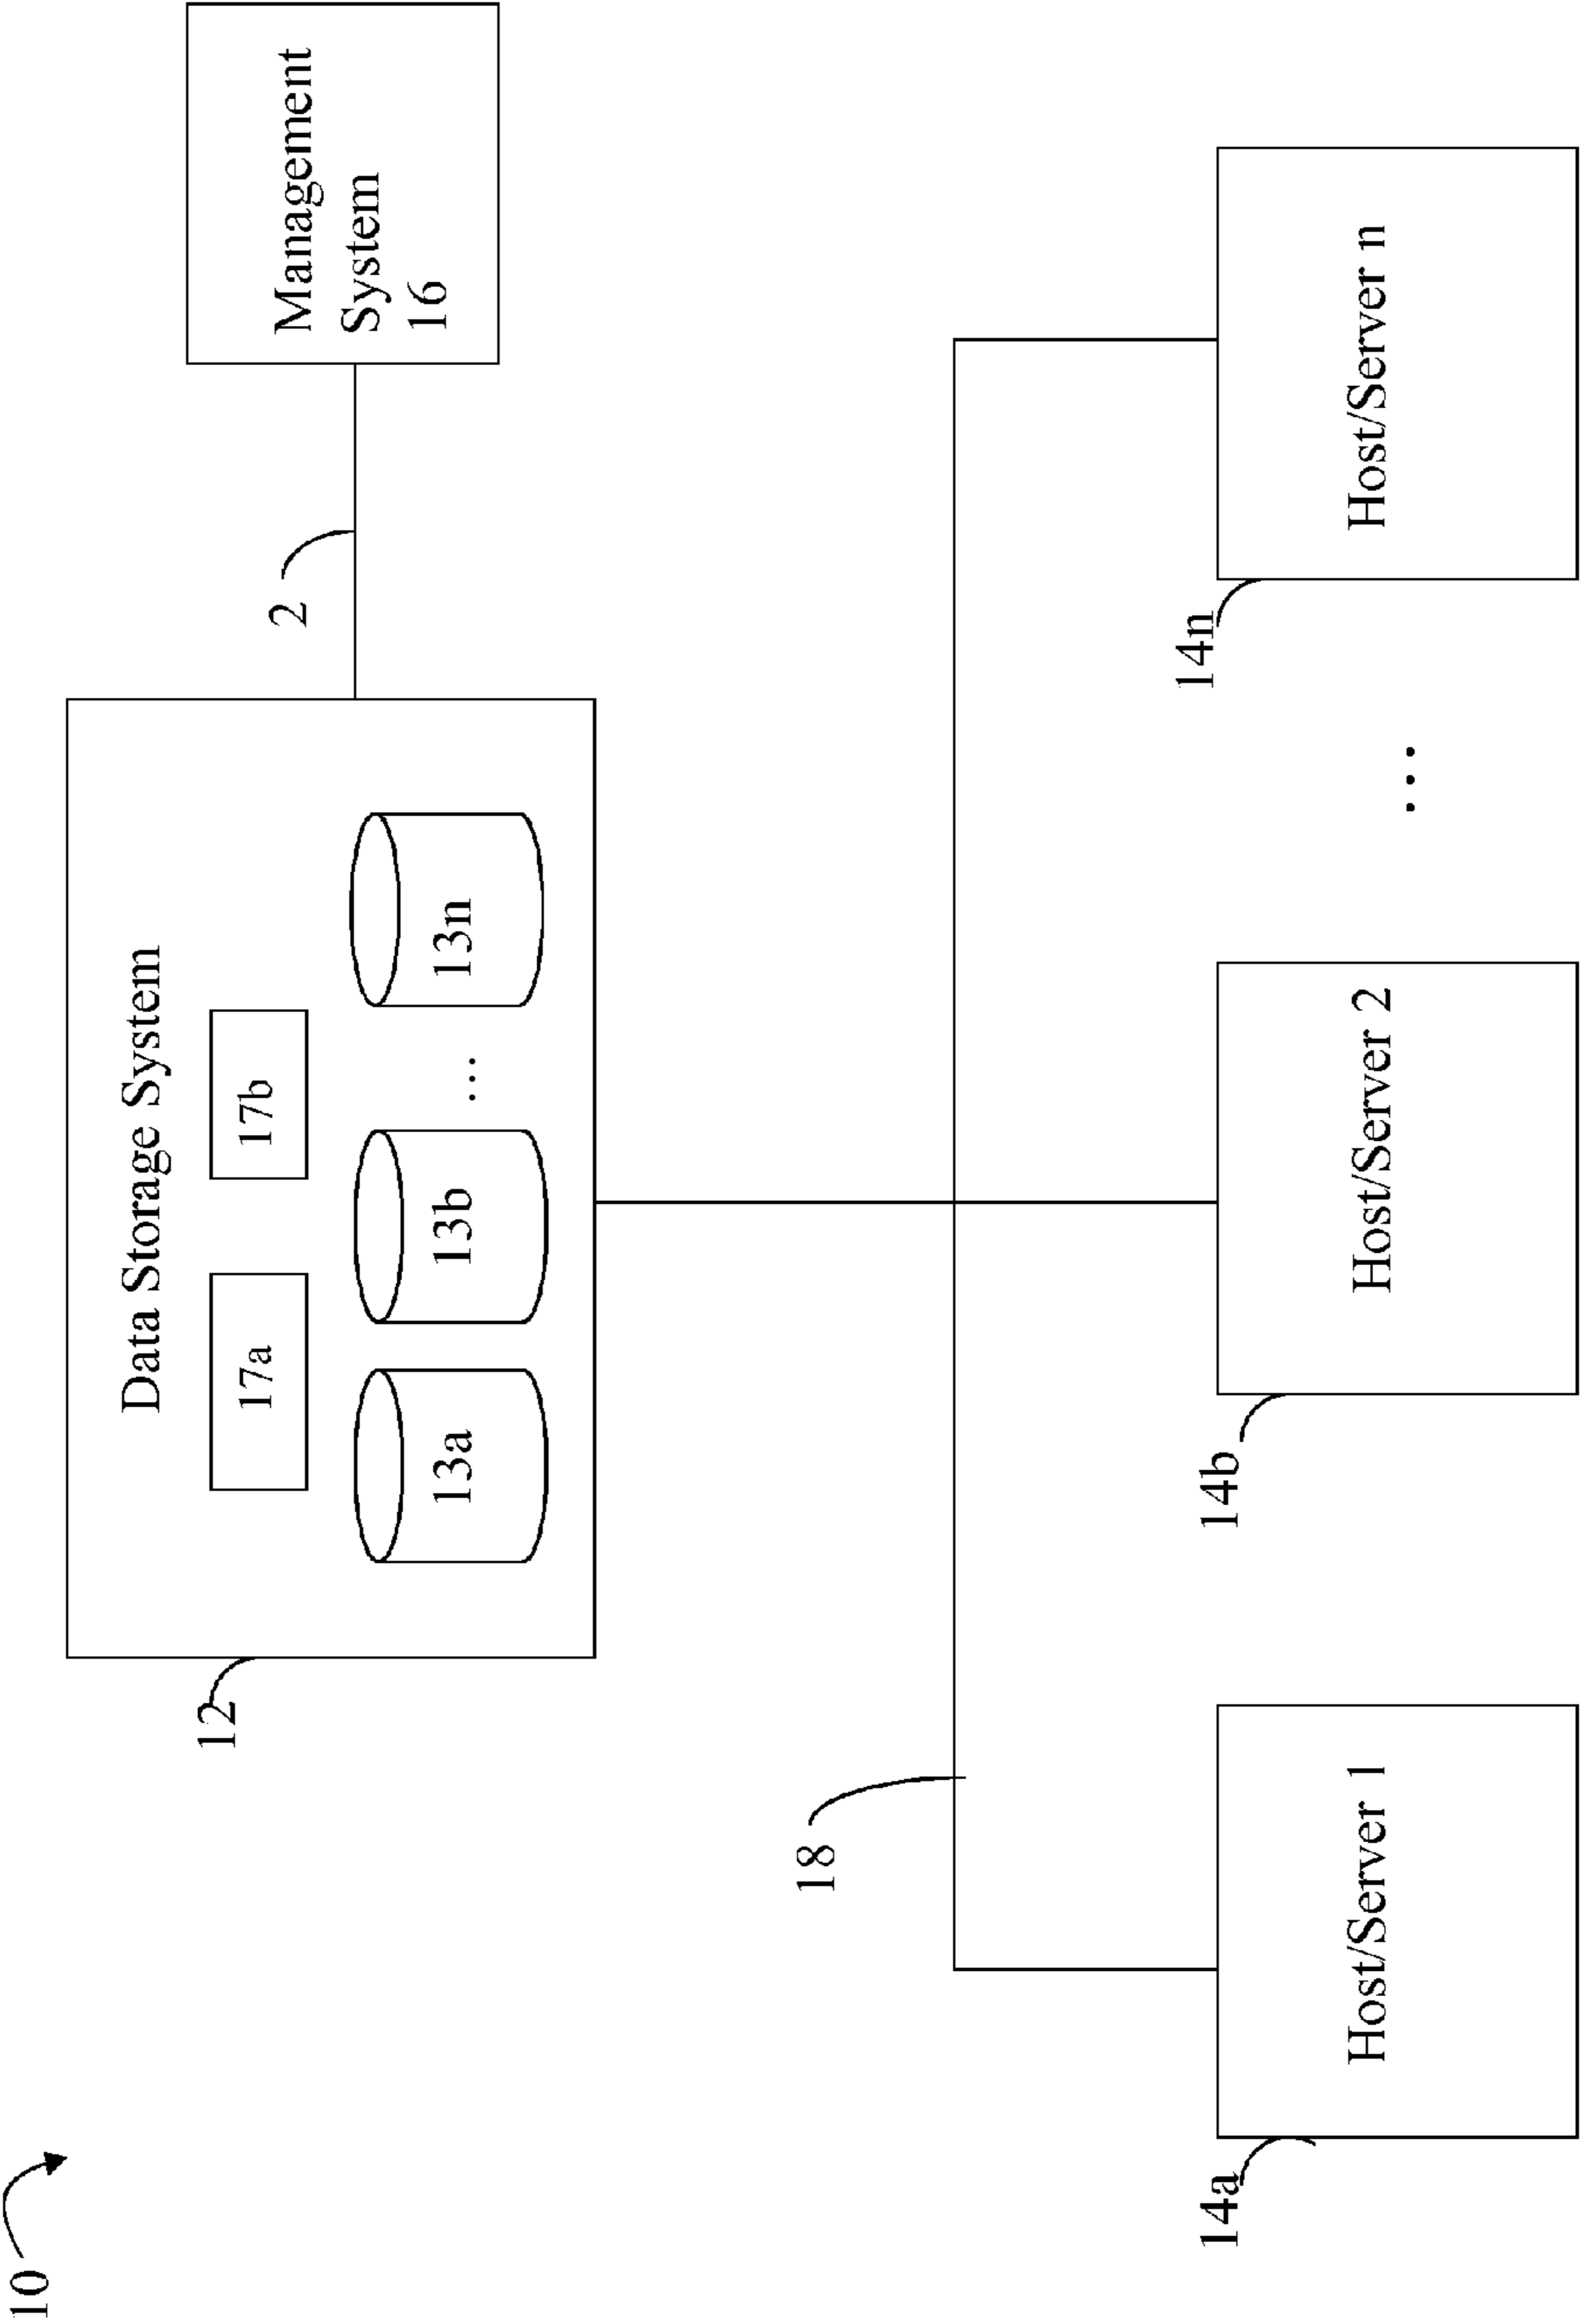 10
12
Data Storage System
17a
17b
13a
13b
...
13n
2
Management
System
16
18
14a
Host/Server 1
14b
Host/Server 2
...
14n
Host/Server n